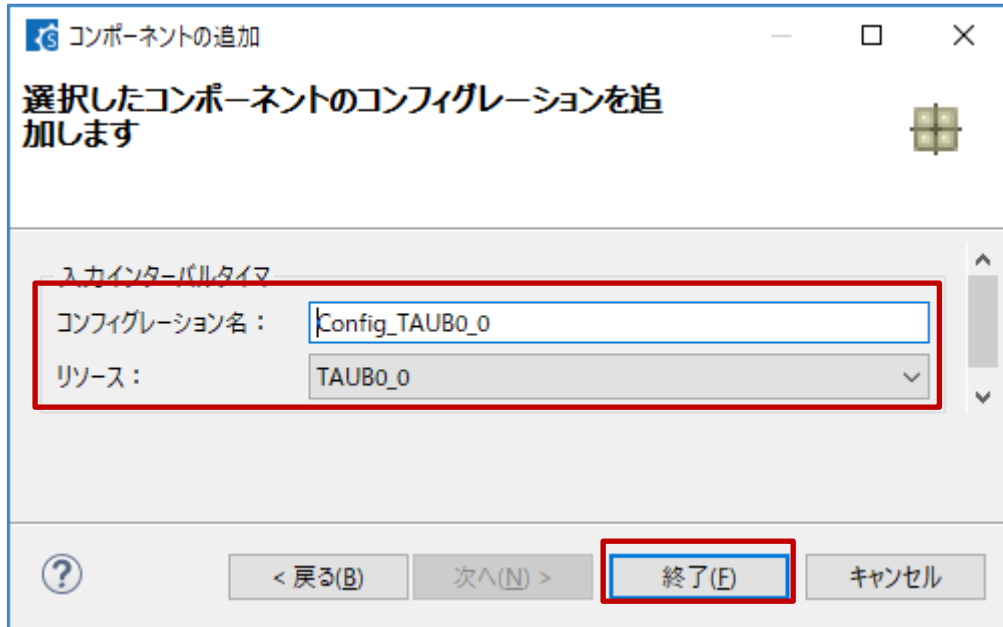 コンポーネントの追加
選択したコンポーネントのコンフィグレーションを追
加します
入力インターバルタイマ
コンフィグレーション名：
Config_TAUB0_0
リソース：
TAUB0_0
< 戻る(B)
次へ(N) >
終了(F)
キャンセル